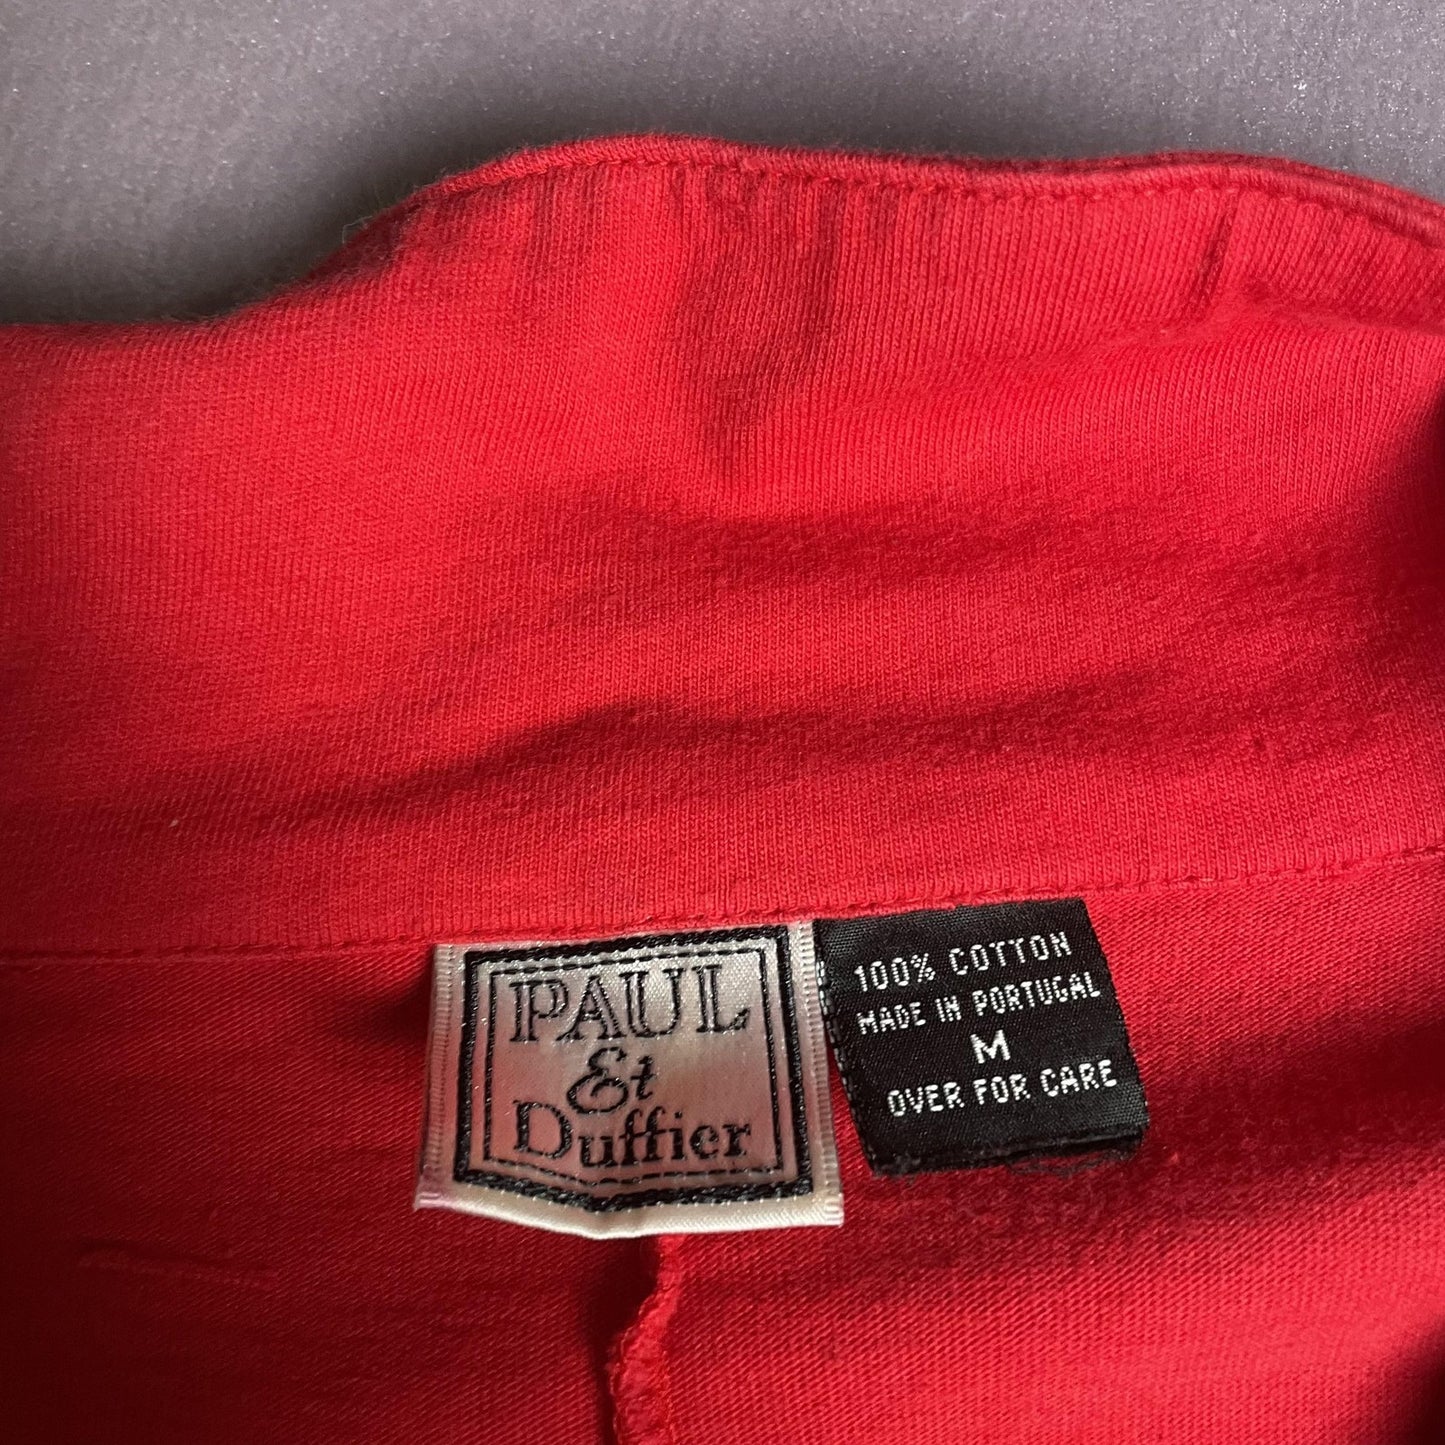 PAUL
Et
Duffier
100% COTTON
MADE IN PORTUGAL
M
OVER FOR CARE